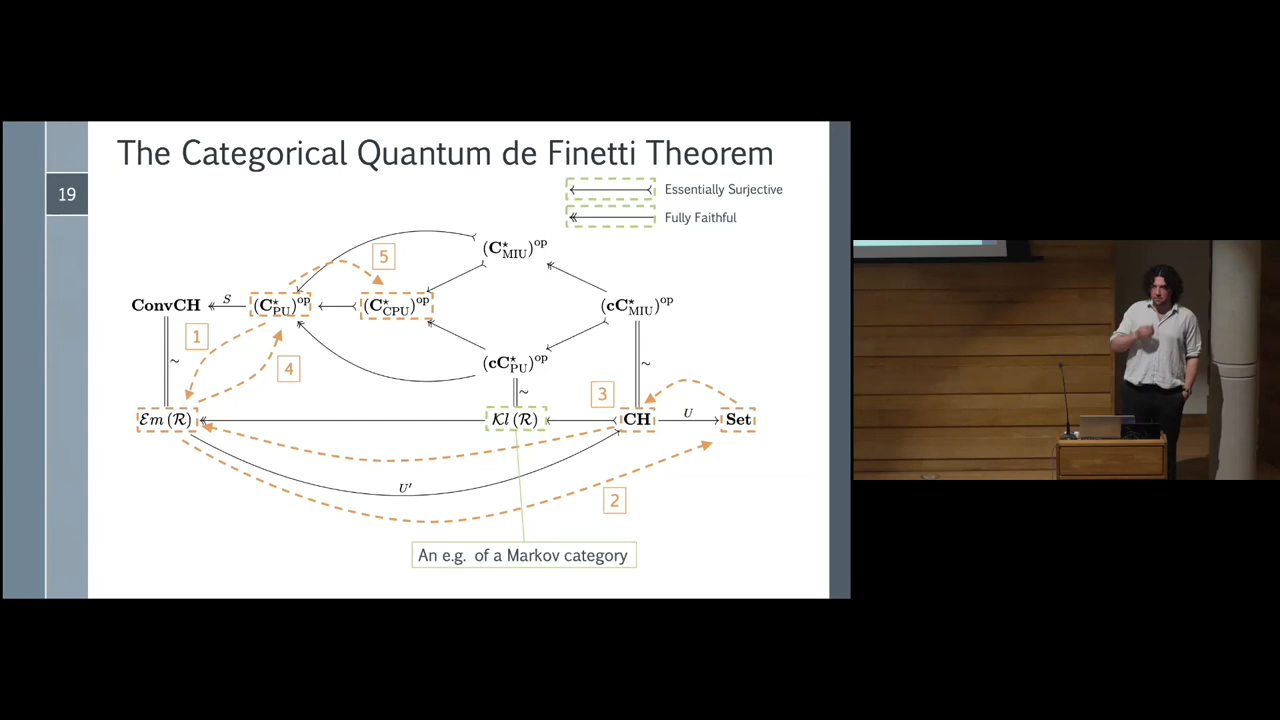 The Categorical Quantum de Finetti Theorem
19
Essentially Surjective
Fully Faithful
(C*MIU)op
5
ConvCH S (C*PU)op (C*CPU)op (cC*MIU)op
1
~ 4 (cC*PU)op ~
~
3
Em(R) Kl(R) CH U Set
U′
2
An e.g. of a Markov category